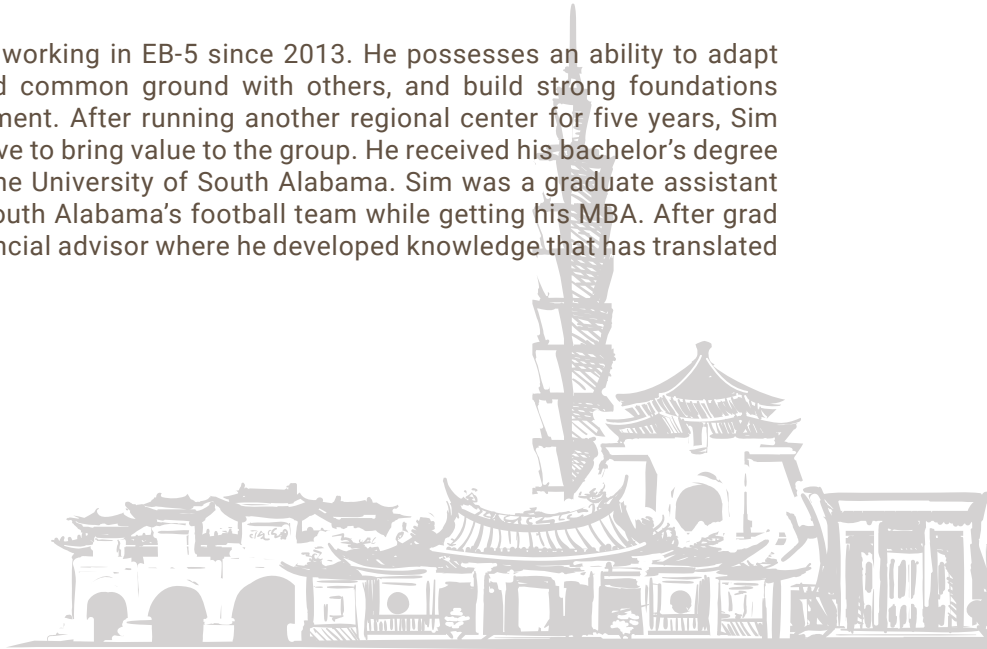 working in EB-5 since 2013. He possesses an ability to adapt
common ground with others, and build strong foundations
ment. After running another regional center for five years, Sim
ve to bring value to the group. He received his bachelor’s degree
he University of South Alabama. Sim was a graduate assistant
outh Alabama’s football team while getting his MBA. After grad
ncial advisor where he developed knowledge that has translated